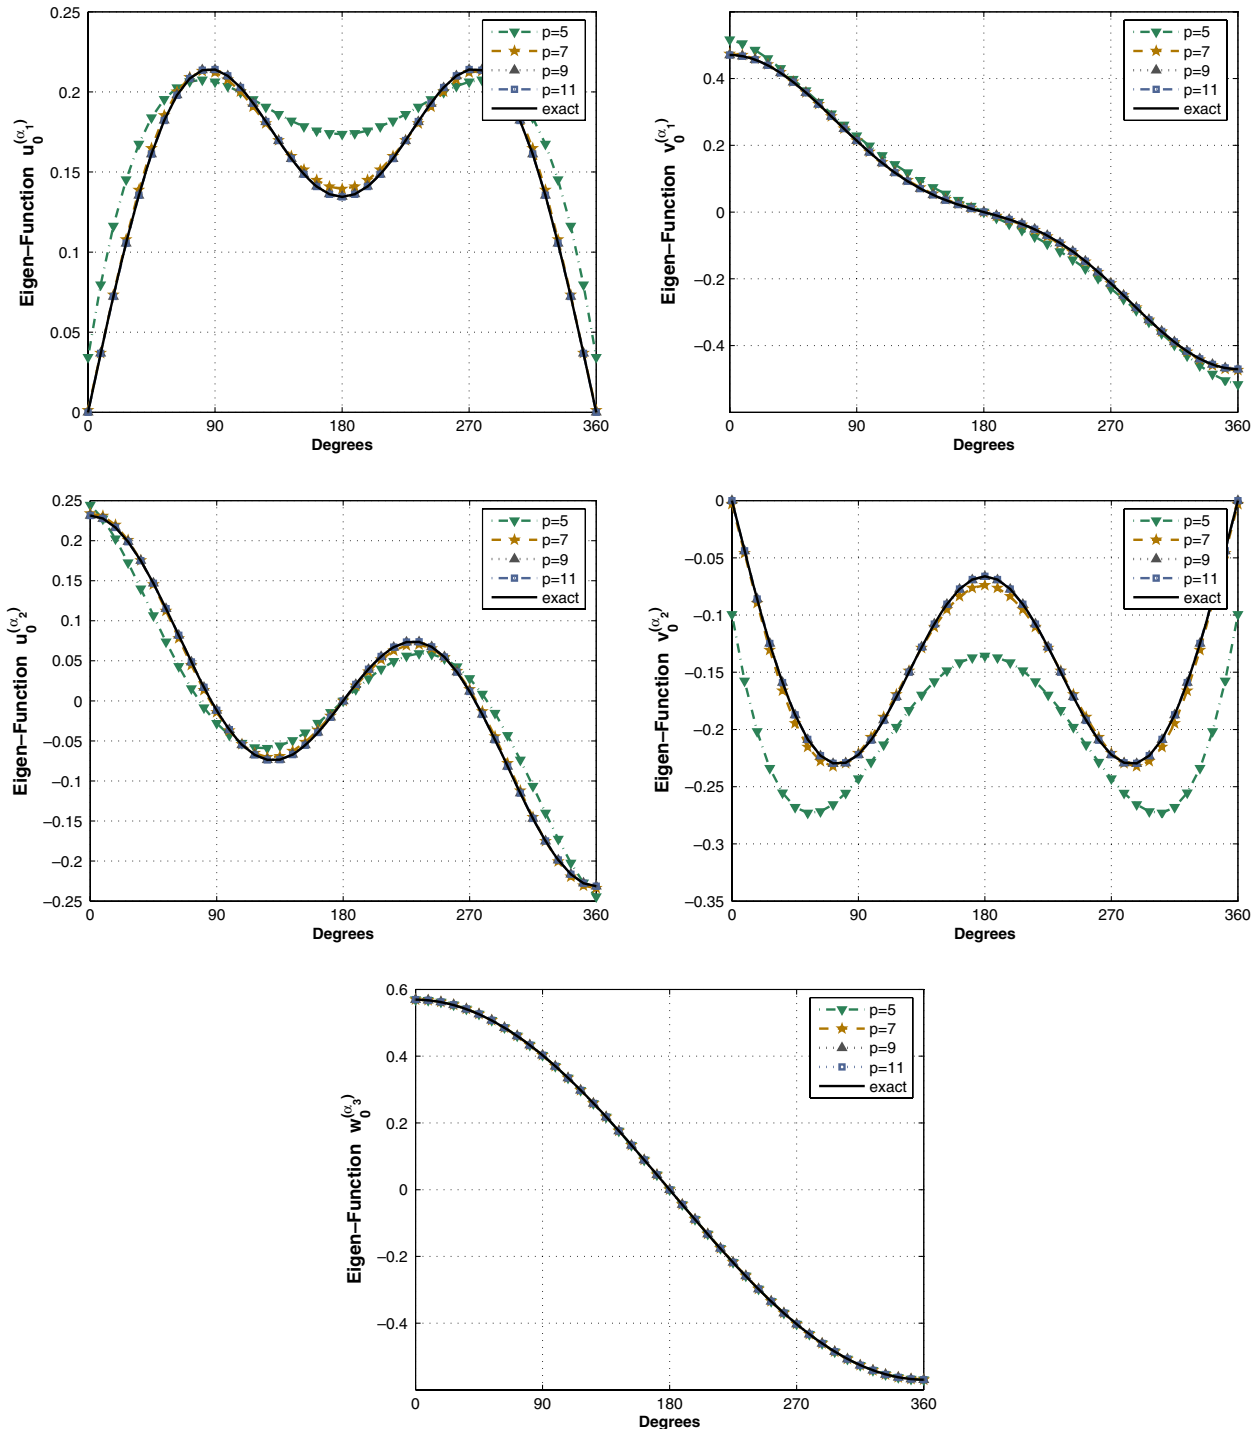 0.25
0.2
0.15
0.1
0.05
0
0
90
180
270
360
Degrees
Eigen–Function u₀^(α₁)
p=5
p=7
p=9
p=11
exact
0.4
0.2
0
−0.2
−0.4
0
90
180
270
360
Degrees
Eigen–Function v₀^(α₁)
p=5
p=7
p=9
p=11
exact
0.25
0.2
0.15
0.1
0.05
0
−0.05
−0.1
−0.15
−0.2
−0.25
0
90
180
270
360
Degrees
Eigen–Function u₀^(α₂)
p=5
p=7
p=9
p=11
exact
0
−0.05
−0.1
−0.15
−0.2
−0.25
−0.3
−0.35
0
90
180
270
360
Degrees
Eigen–Function v₀^(α₂)
p=5
p=7
p=9
p=11
exact
0.6
0.4
0.2
0
−0.2
−0.4
90
180
270
360
Degrees
Eigen–Function w₀^(α₃)
p=5
p=7
p=9
p=11
exact